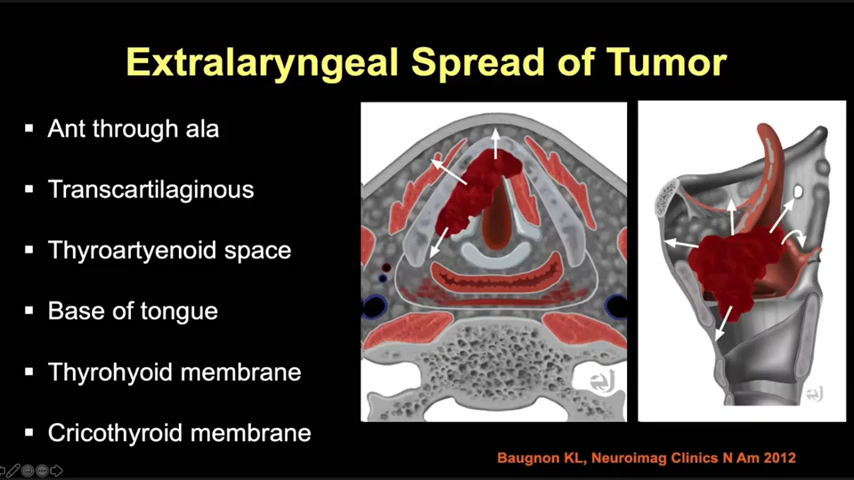 Extralaryngeal Spread of Tumor
Ant through ala
Transcartilaginous
Thyroartyenoid space
Base of tongue
Thyrohyoid membrane
Cricothyroid membrane
Baugnon KL, Neuroimag Clinics N Am 2012